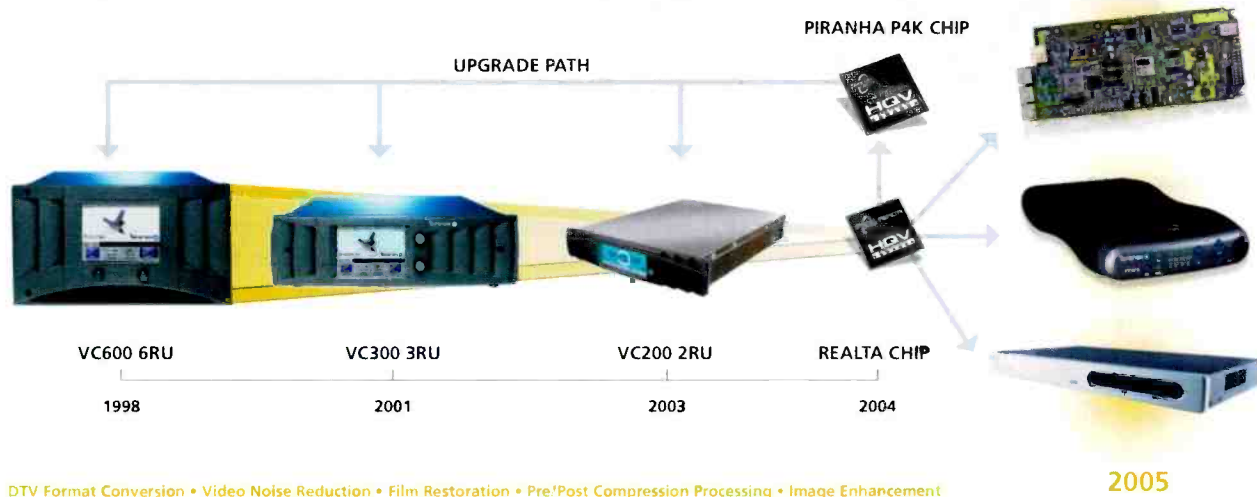 PIRANHA P4K CHIP
UPGRADE PATH
HQV
HQV
VC600 6RU
VC300 3RU
VC200 2RU
REALTA CHIP
1998
2001
2003
2004
2005
DTV Format Conversion • Video Noise Reduction • Film Restoration • Pre/Post Compression Processing • Image Enhancement